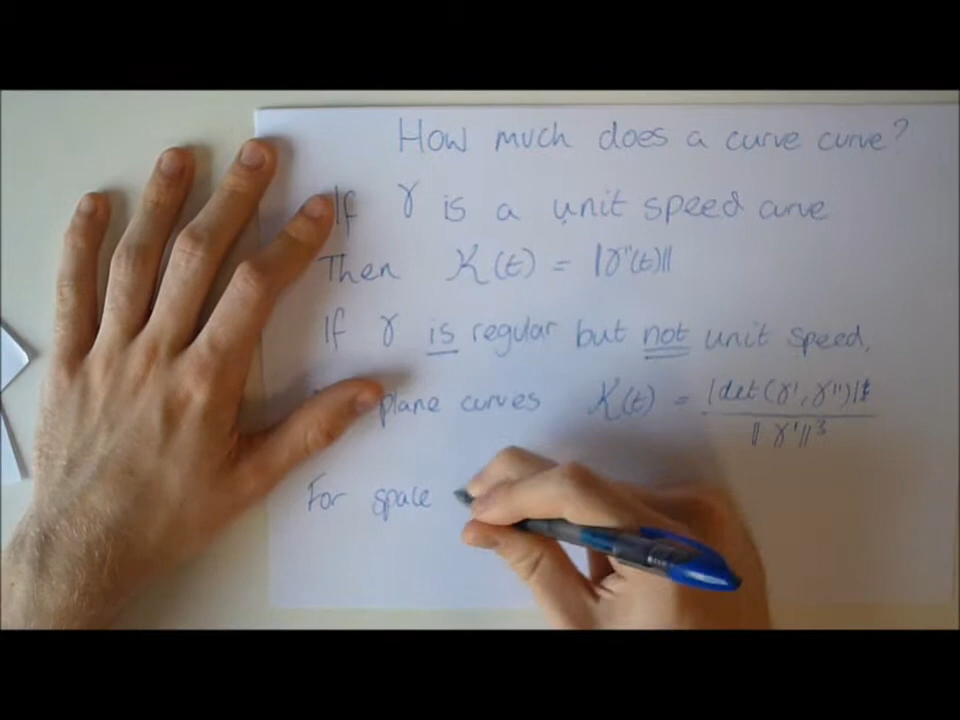 How much does a curve curve?
If γ is a unit speed curve
Then K(t) = ||γ''(t)||
If γ is regular but not unit speed,
plane curves K(t) = |det(γ', γ'')| / ||γ'||³
For space